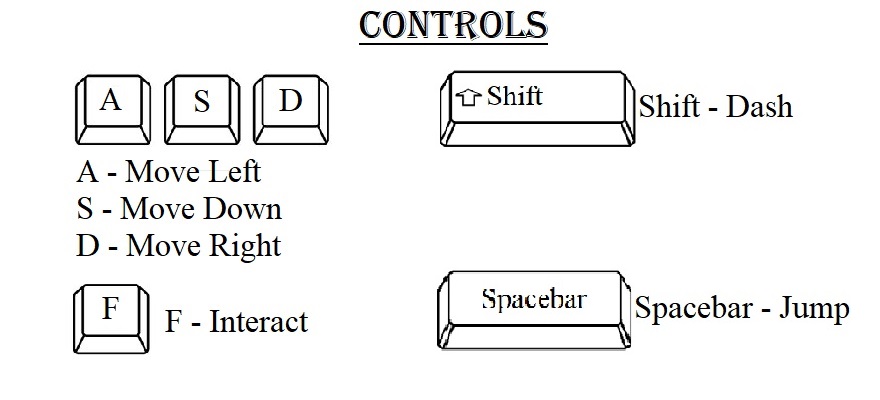 CONTROLS
A S D
A - Move Left
S - Move Down
D - Move Right
F
F - Interact
Shift
Shift - Dash
Spacebar
Spacebar - Jump